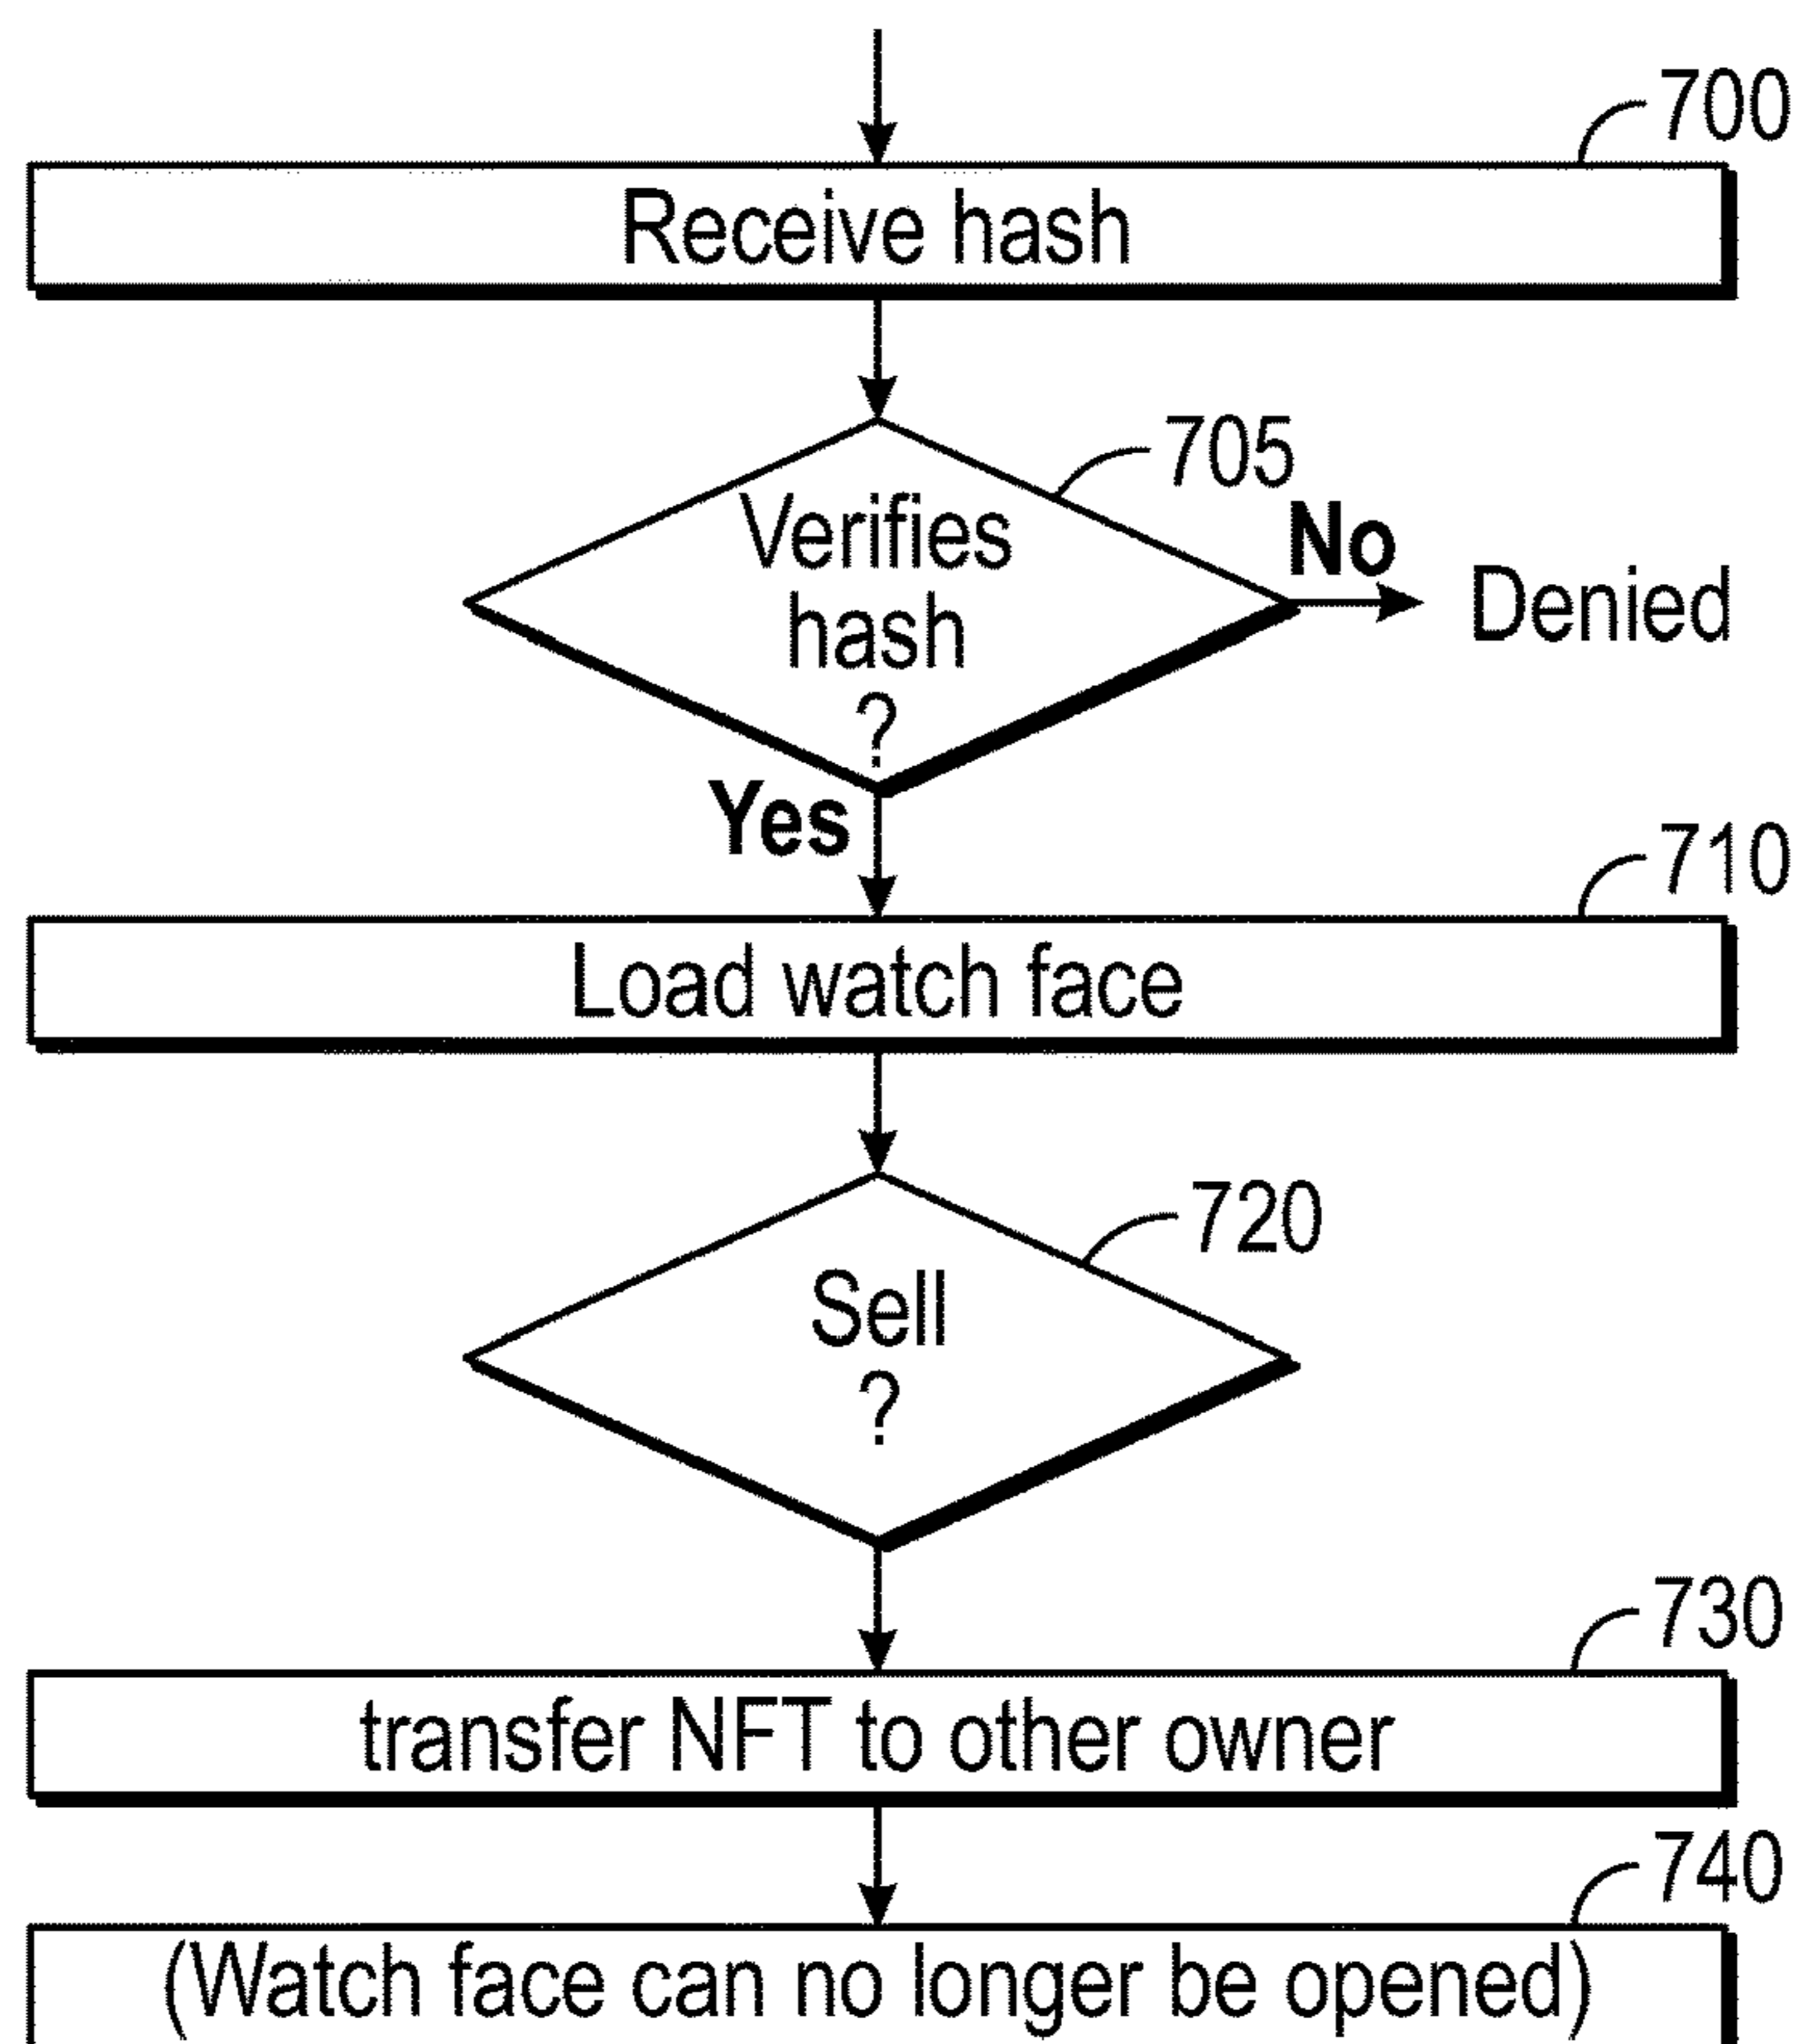 700
Receive hash
705
Verifies
hash
?
No
Denied
Yes
710
Load watch face
720
Sell
?
730
transfer NFT to other owner
740
(Watch face can no longer be opened)